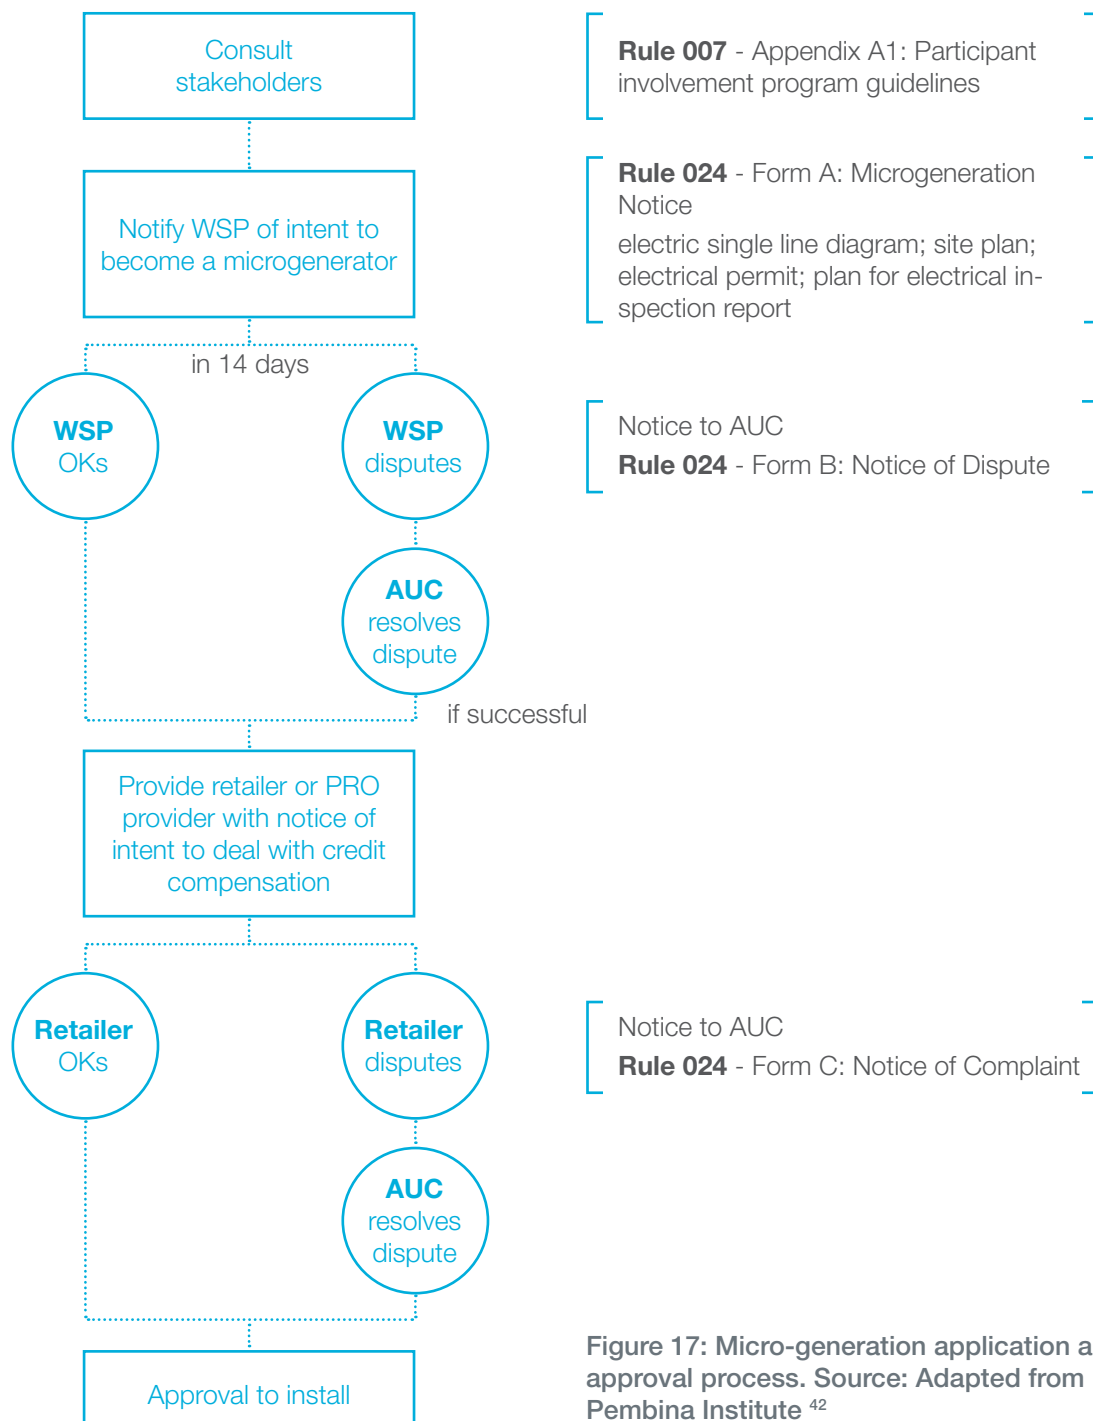 Consult
stakeholders
Rule 007 - Appendix A1: Participant
involvement program guidelines
Notify WSP of intent to
become a microgenerator
Rule 024 - Form A: Microgeneration
Notice
electric single line diagram; site plan;
electrical permit; plan for electrical in-
spection report
in 14 days
WSP
OKs
WSP
disputes
Notice to AUC
Rule 024 - Form B: Notice of Dispute
AUC
resolves
dispute
if successful
Provide retailer or PRO
provider with notice of
intent to deal with credit
compensation
Retailer
OKs
Retailer
disputes
Notice to AUC
Rule 024 - Form C: Notice of Complaint
AUC
resolves
dispute
Approval to install
Figure 17: Micro-generation application a
approval process. Source: Adapted from
Pembina Institute 42